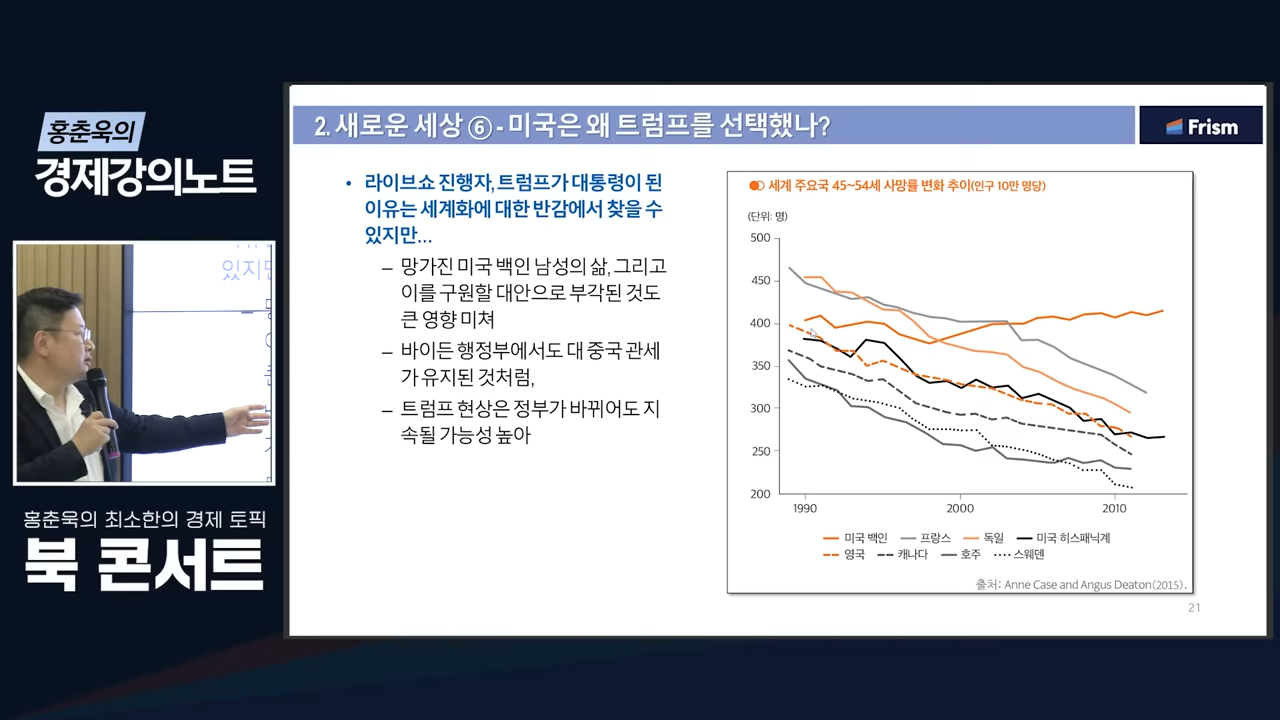 홍춘욱의
경제강의노트
있지만
홍춘욱의 최소한의 경제 토픽
북 콘서트
2. 새로운 세상 ⑥ - 미국은 왜 트럼프를 선택했나?
Frism
• 라이브쇼 진행자, 트럼프가 대통령이 된
이유는 세계화에 대한 반감에서 찾을 수
있지만...
– 망가진 미국 백인 남성의 삶, 그리고
이를 구원할 대안으로 부각된 것도
큰 영향 미쳐
– 바이든 행정부에서도 대 중국 관세
가 유지된 것처럼,
– 트럼프 현상은 정부가 바뀌어도 지
속될 가능성 높아
세계 주요국 45~54세 사망률 변화 추이(인구 10만 명당)
(단위: 명)
500
450
400
350
300
250
200
1990 2000 2010
미국 백인 프랑스 독일 미국 히스패닉계
영국 캐나다 호주 스웨덴
출처: Anne Case and Angus Deaton(2015).
21